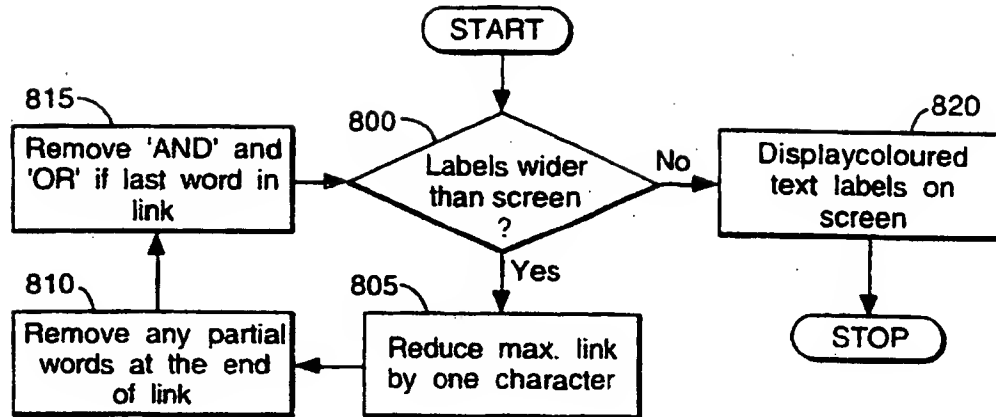 START
815
Remove 'AND' and
'OR' if last word in
link
800
Labels wider
than screen
?
No
820
Displaycoloured
text labels on
screen
Yes
810
Remove any partial
words at the end
of link
805
Reduce max. link
by one character
STOP